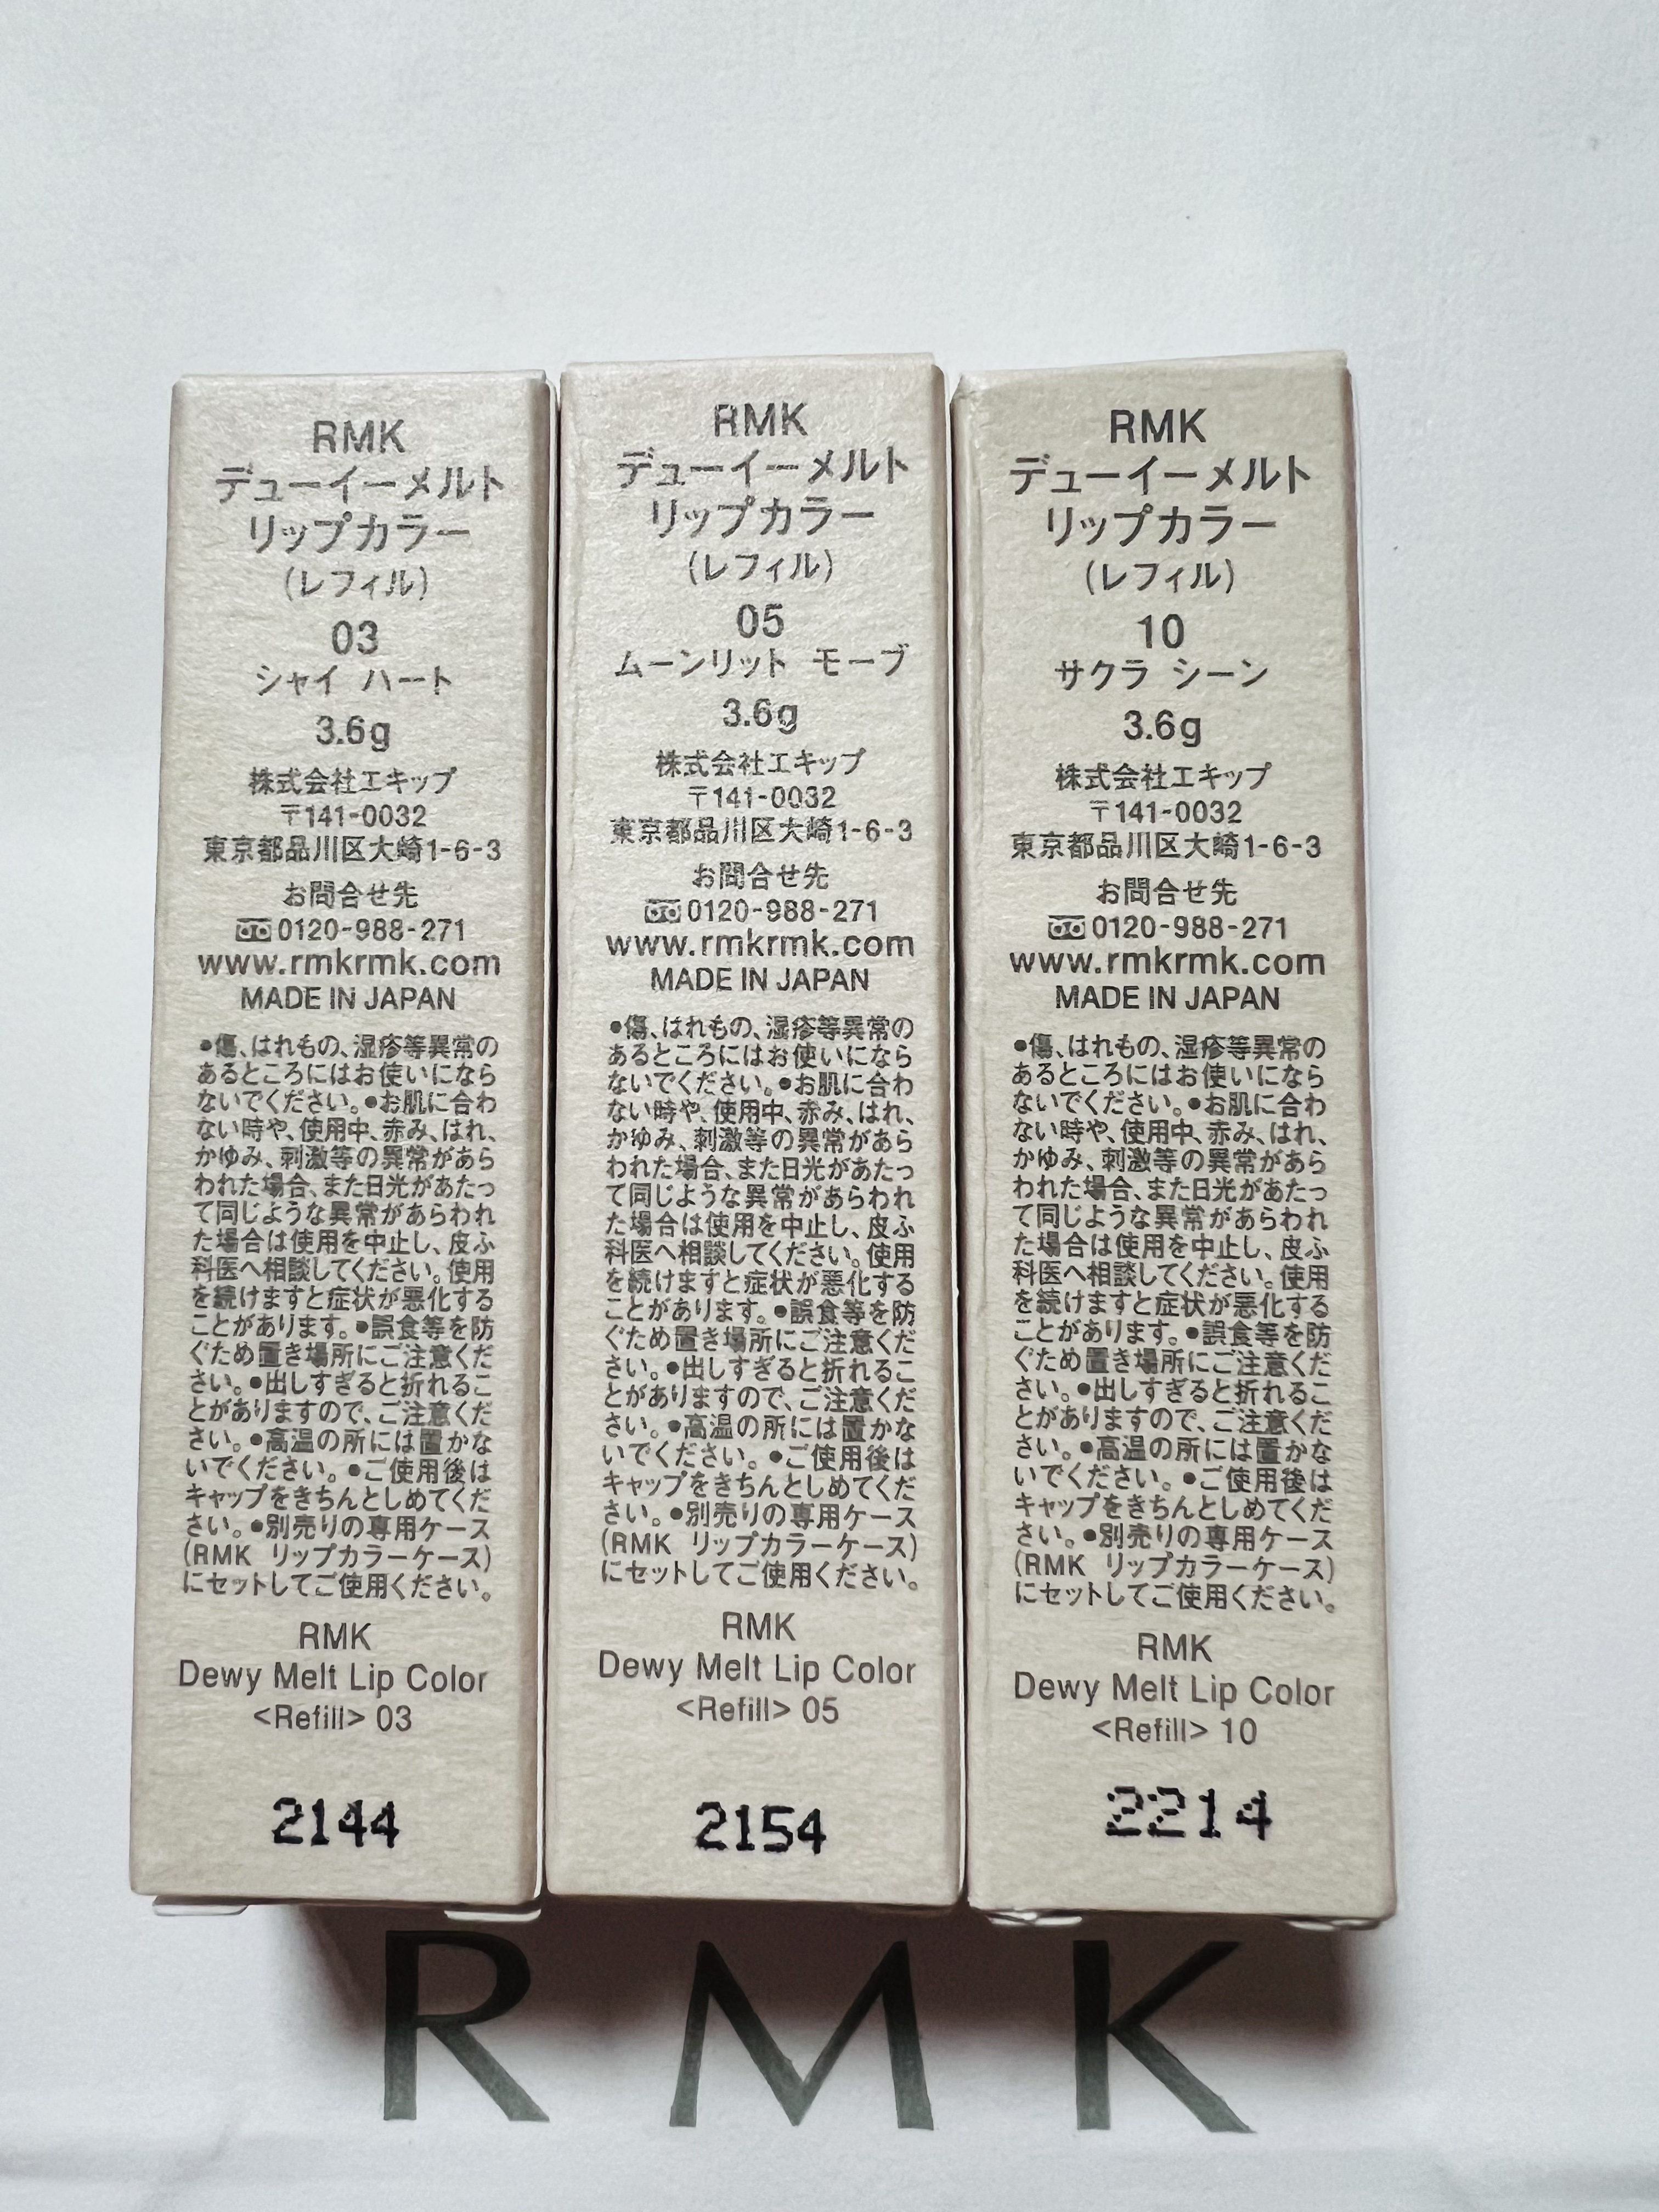 RMK
デューイーメルト
リップカラー
(レフィル)
03
シャイ ハート
3.6g
株式会社エキップ
〒141-0032
東京都品川区大崎1-6-3
お問合せ先
0120-988-271
www.rmkrmk.com
MADE IN JAPAN
●傷、はれもの、湿疹等異常の
あるところにはお使いになら
ないでください。●お肌に合わ
ない時や、使用中、赤み、はれ、
かゆみ、刺激等の異常があら
われた場合、また日光があたっ
て同じような異常があらわれ
た場合は使用を中止し、皮ふ
科医へ相談してください。使用
を続けますと症状が悪化する
ことがあります。●誤食等を防
ぐため置き場所にご注意くだ
さい。●出しすぎると折れるこ
とがありますので、ご注意くだ
さい。●高温の所には置かな
いでください。●ご使用後は
キャップをきちんとしめてくだ
さい。●別売りの専用ケース
(RMK リップカラーケース)
にセットしてご使用ください。
RMK
Dewy Melt Lip Color
<Refill> 03
2144
RMK
デューイーメルト
リップカラー
(レフィル)
05
ムーンリット モーブ
3.6g
株式会社エキップ
〒141-0032
東京都品川区大崎1-6-3
お問合せ先
0120-988-271
www.rmkrmk.com
MADE IN JAPAN
●傷、はれもの、湿疹等異常の
あるところにはお使いになら
ないでください。●お肌に合わ
ない時や、使用中、赤み、はれ、
かゆみ、刺激等の異常があら
われた場合、また日光があたっ
て同じような異常があらわれ
た場合は使用を中止し、皮ふ
科医へ相談してください。使用
を続けますと症状が悪化する
ことがあります。●誤食等を防
ぐため置き場所にご注意くだ
さい。●出しすぎると折れるこ
とがありますので、ご注意くだ
さい。●高温の所には置かな
いでください。●ご使用後は
キャップをきちんとしめてくだ
さい。●別売りの専用ケース
(RMK リップカラーケース)
にセットしてご使用ください。
RMK
Dewy Melt Lip Color
<Refill> 05
2154
RMK
デューイーメルト
リップカラー
(レフィル)
10
サクラ シーン
3.6g
株式会社エキップ
〒141-0032
東京都品川区大崎1-6-3
お問合せ先
0120-988-271
www.rmkrmk.com
MADE IN JAPAN
●傷、はれもの、湿疹等異常の
あるところにはお使いになら
ないでください。●お肌に合わ
ない時や、使用中、赤み、はれ、
かゆみ、刺激等の異常があら
われた場合、また日光があたっ
て同じような異常があらわれ
た場合は使用を中止し、皮ふ
科医へ相談してください。使用
を続けますと症状が悪化する
ことがあります。●誤食等を防
ぐため置き場所にご注意くだ
さい。●出しすぎると折れるこ
とがありますので、ご注意くだ
さい。●高温の所には置かな
いでください。●ご使用後は
キャップをきちんとしめてくだ
さい。●別売りの専用ケース
(RMK リップカラーケース)
にセットしてご使用ください。
RMK
Dewy Melt Lip Color
<Refill> 10
2214
RMK